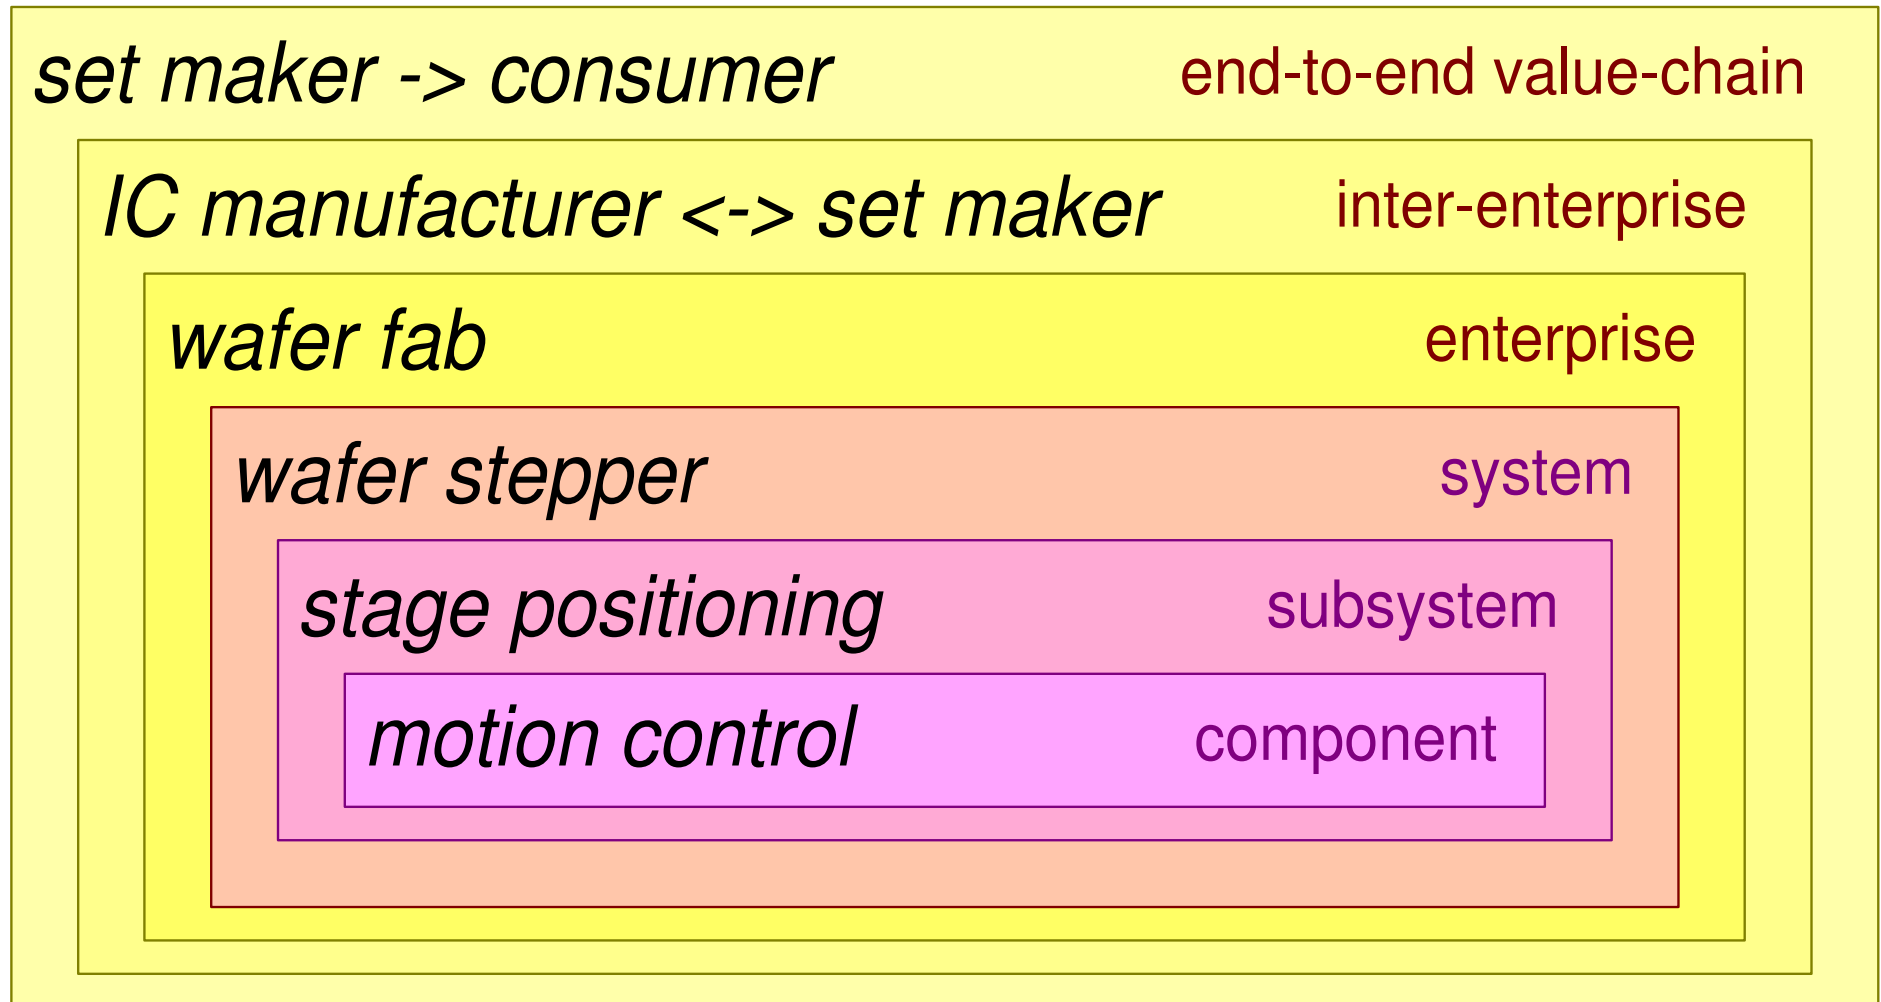 set maker -> consumer end-to-end value-chain
IC manufacturer <-> set maker inter-enterprise
wafer fab enterprise
wafer stepper system
stage positioning subsystem
motion control component